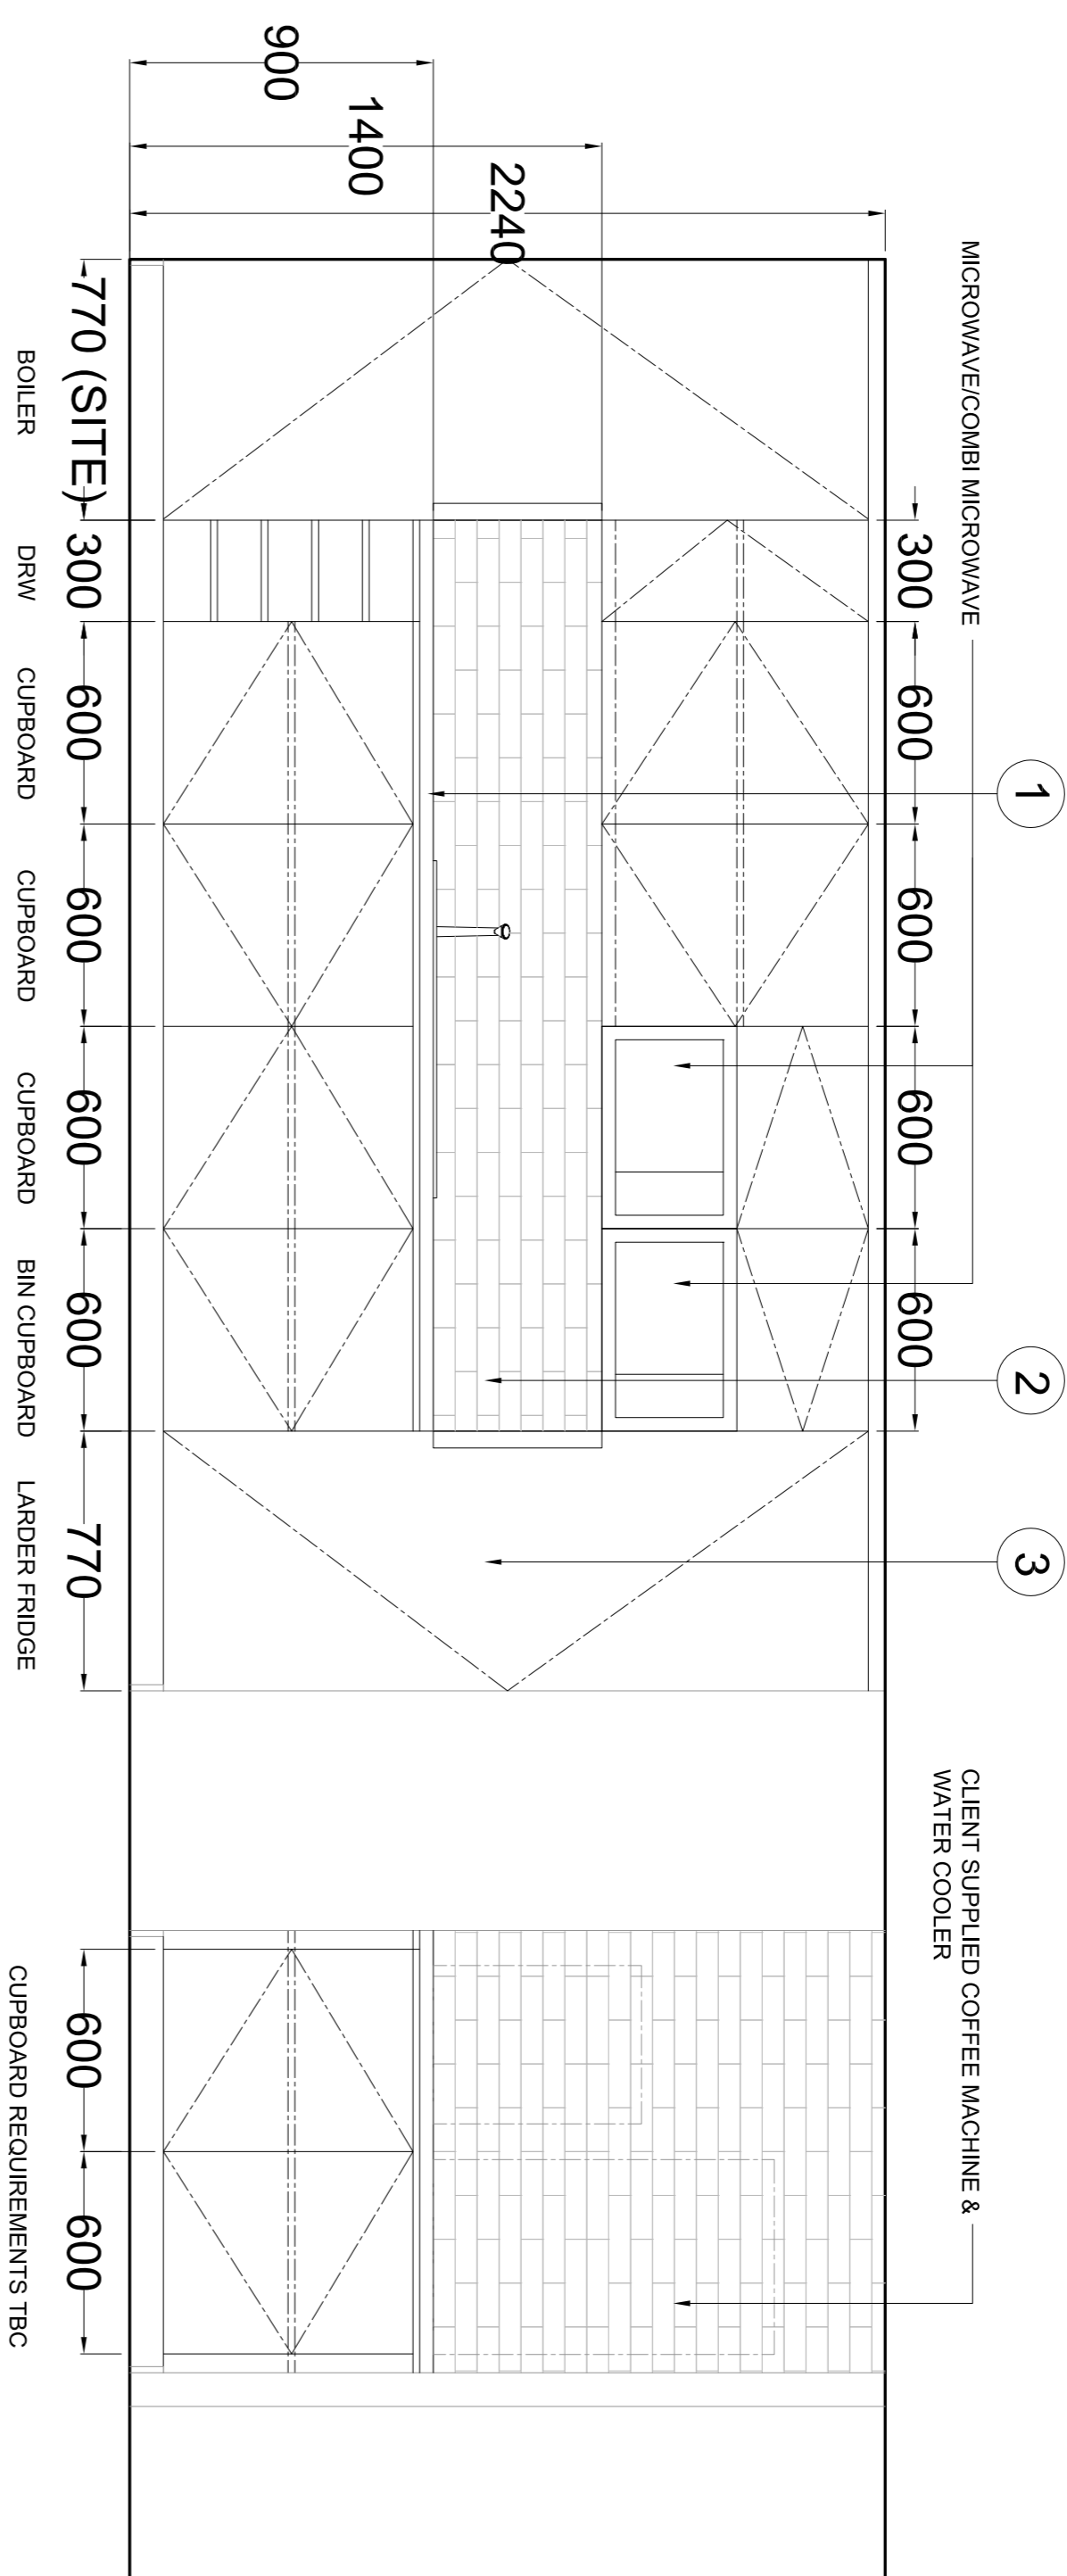 MICROWAVE/COMBI MICROWAVE
1
2
3
CLIENT SUPPLIED COFFEE MACHINE &
WATER COOLER
300
600
600
600
600
2240
1400
900
770 (SITE)
300
600
600
600
600
770
600
600
BOILER
DRW
CUPBOARD
CUPBOARD
CUPBOARD
BIN CUPBOARD
LARDER FRIDGE
CUPBOARD REQUIREMENTS TBC